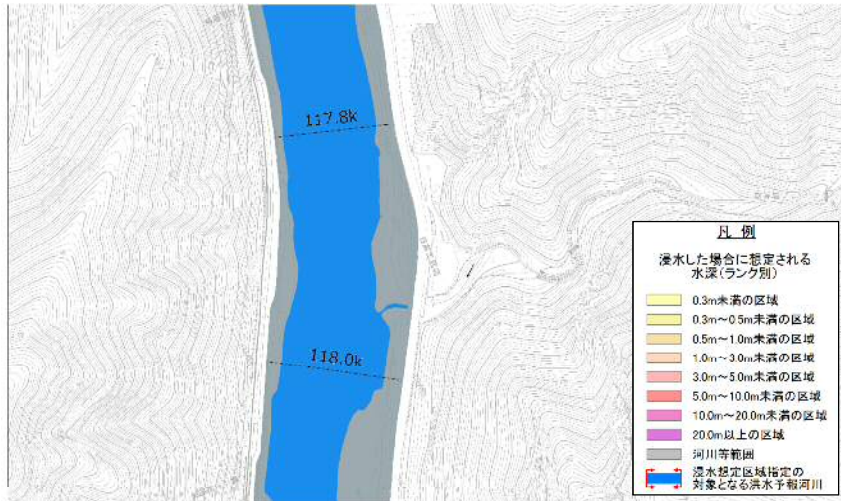 117.8k
118.0k
凡 例
浸水した場合に想定される
水深(ランク別)
0.3m未満の区域
0.3m～0.5m未満の区域
0.5m～1.0m未満の区域
1.0m～3.0m未満の区域
3.0m～5.0m未満の区域
5.0m～10.0m未満の区域
10.0m～20.0m未満の区域
20.0m以上の区域
河川等範囲
浸水想定区域指定の
対象となる洪水予報河川